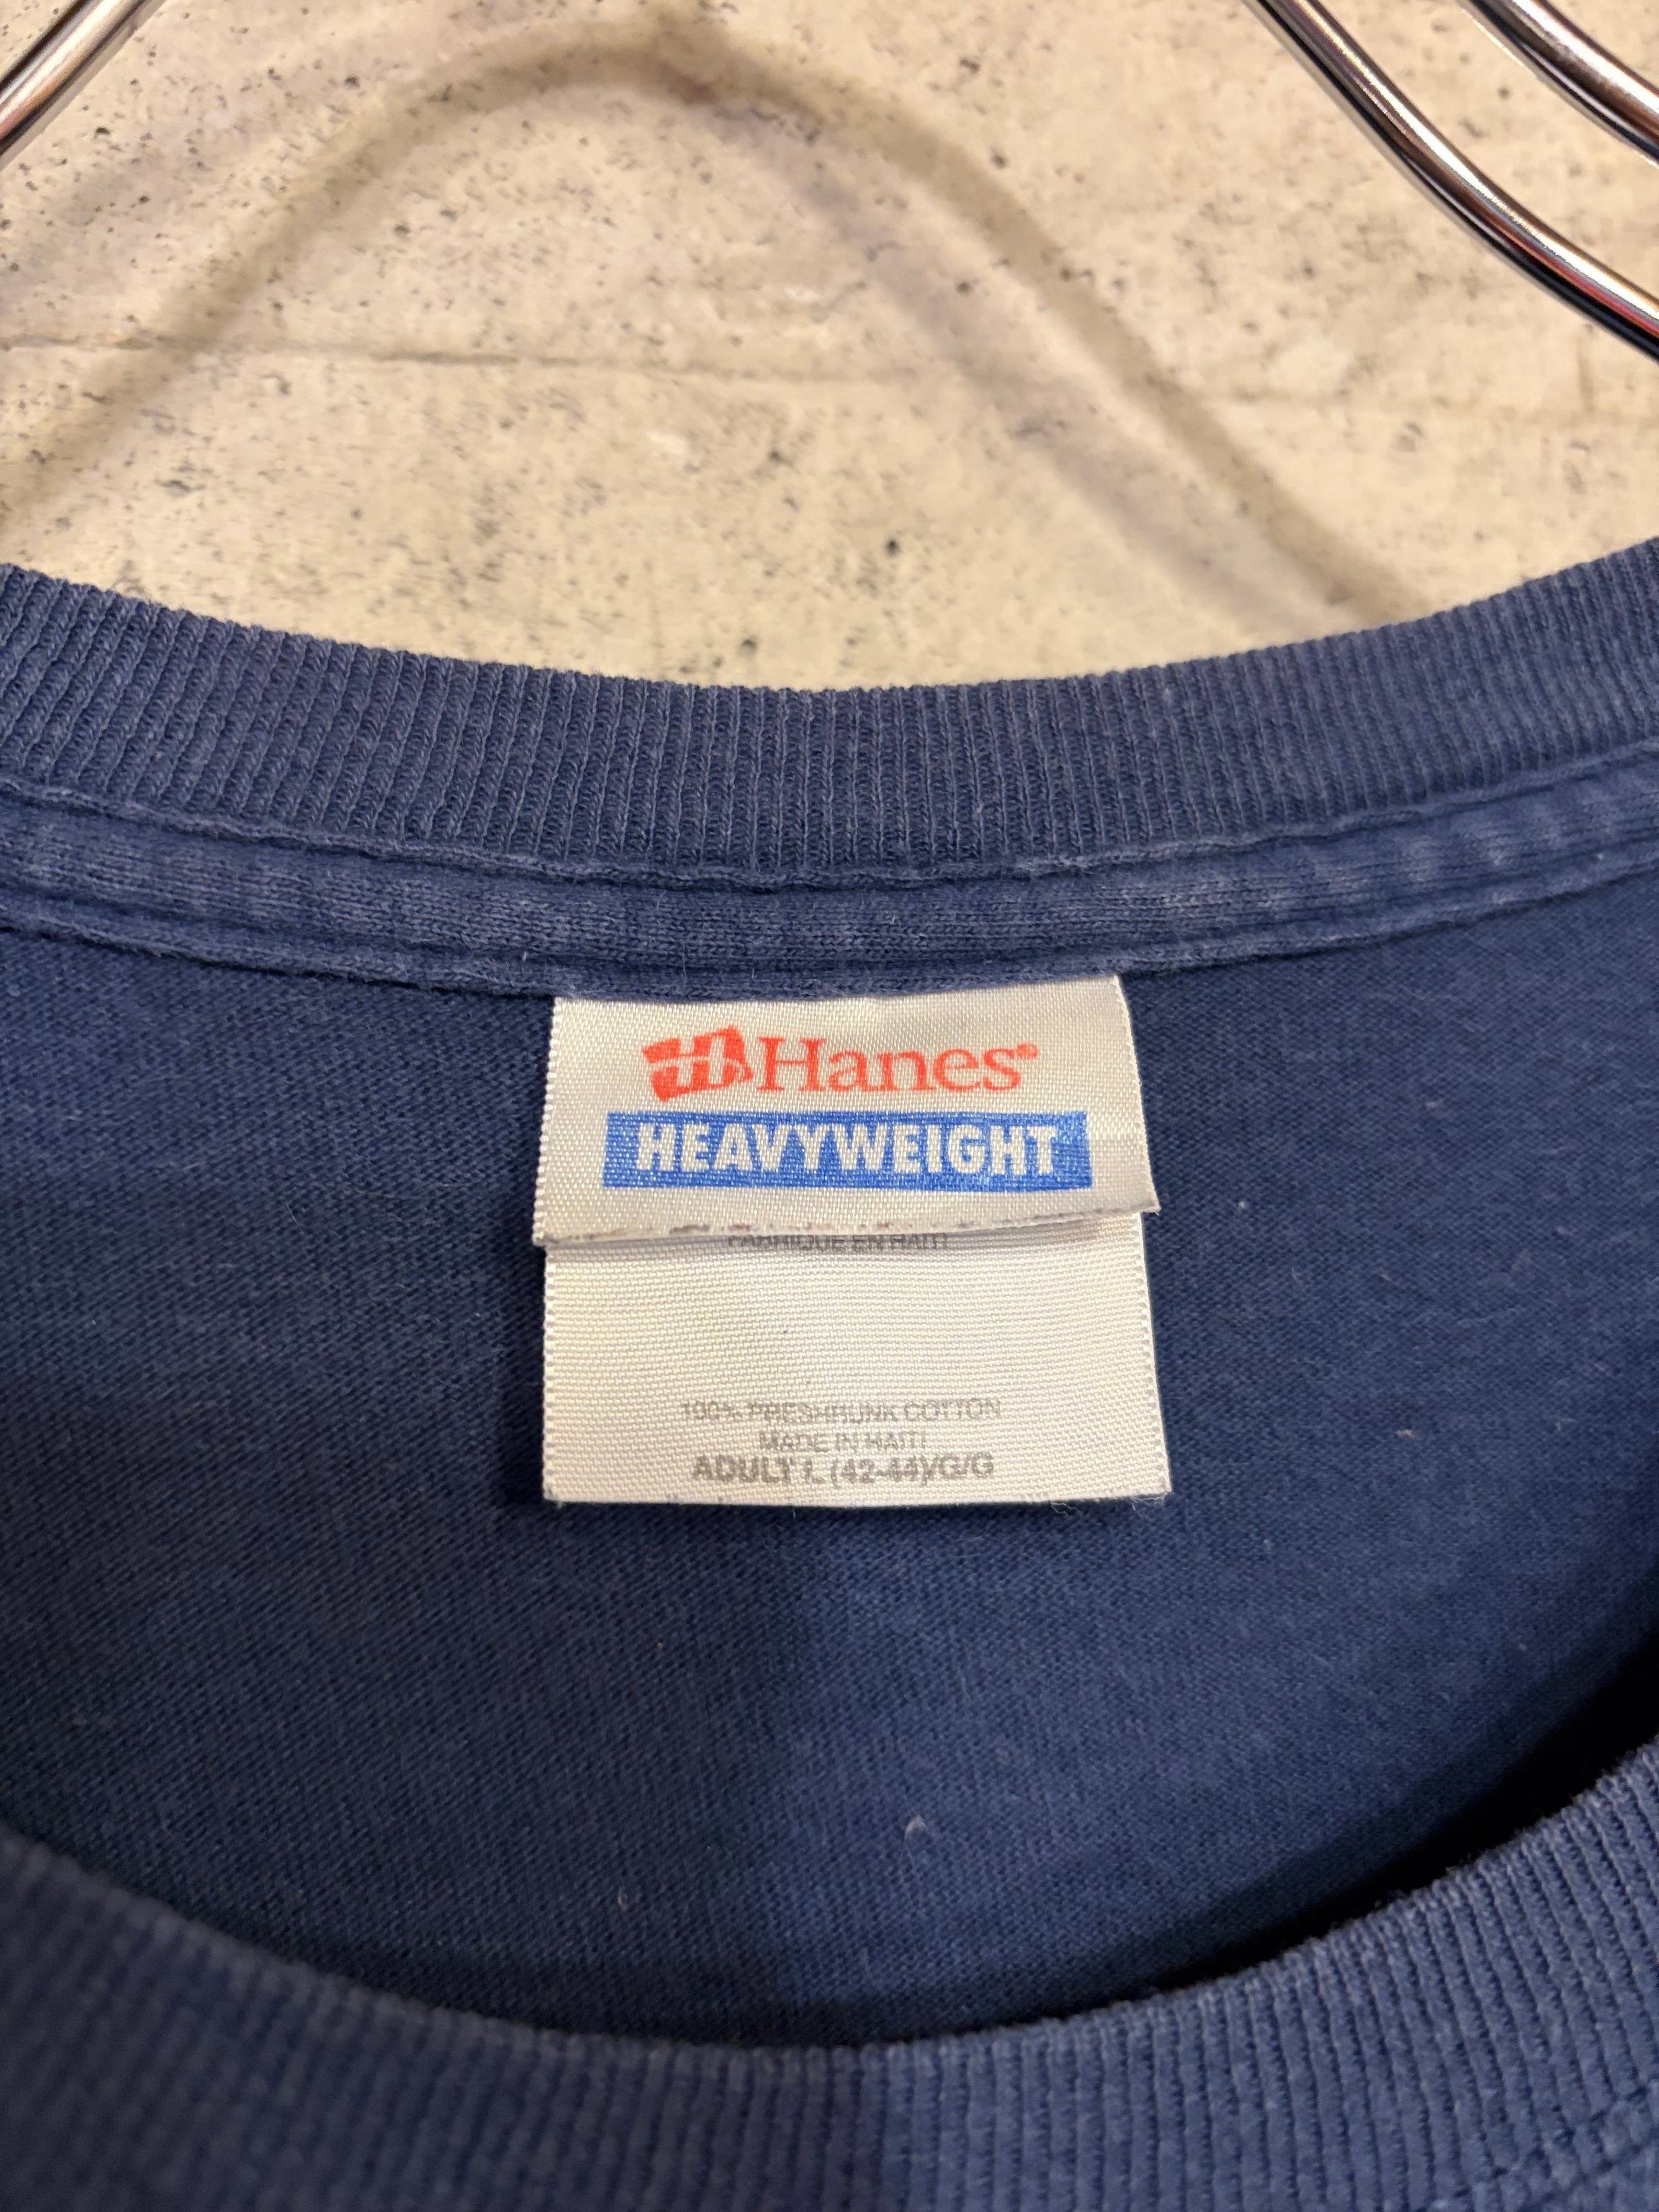 Hanes®
HEAVYWEIGHT
FABRIQUE EN HAITI
100% PRESHRUNK COTTON
MADE IN HAITI
ADULT L (42-44)/G/G